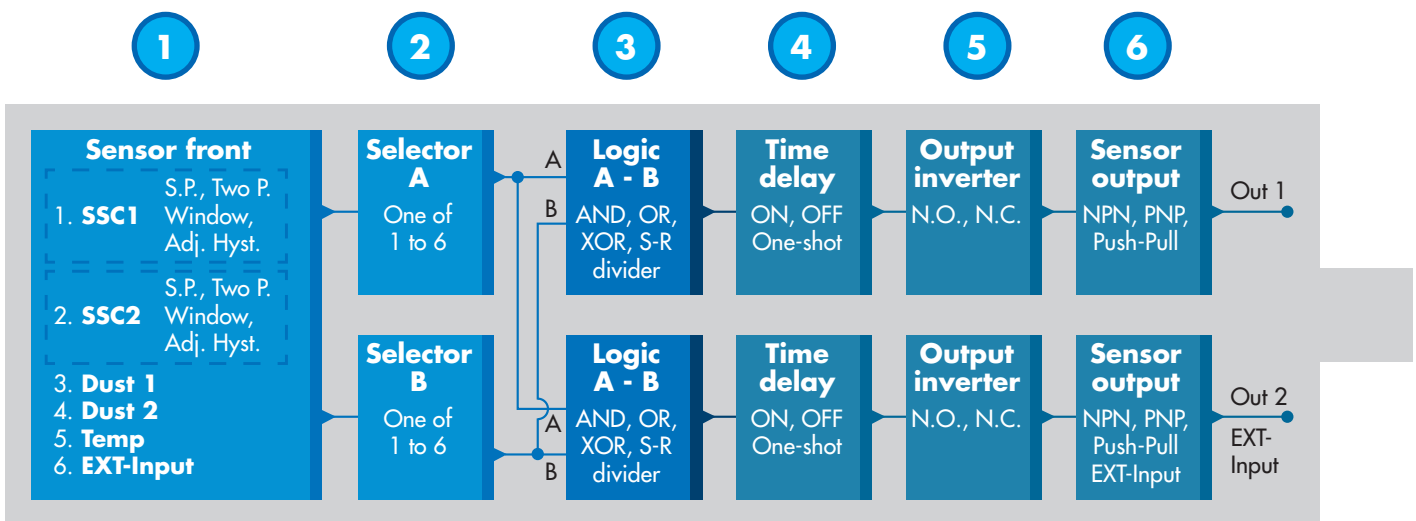 1
2
3
4
5
6
Sensor front
1. SSC1
S.P., Two P.
Window,
Adj. Hyst.
2. SSC2
S.P., Two P.
Window,
Adj. Hyst.
3. Dust 1
4. Dust 2
5. Temp
6. EXT-Input
Selector
A
One of
1 to 6
A
B
Logic
A - B
AND, OR,
XOR, S-R
divider
Time
delay
ON, OFF
One-shot
Output
inverter
N.O., N.C.
Sensor
output
NPN, PNP,
Push-Pull
Out 1
Selector
B
One of
1 to 6
A
B
Logic
A - B
AND, OR,
XOR, S-R
divider
Time
delay
ON, OFF
One-shot
Output
inverter
N.O., N.C.
Sensor
output
NPN, PNP,
Push-Pull
EXT-Input
Out 2
EXT-
Input